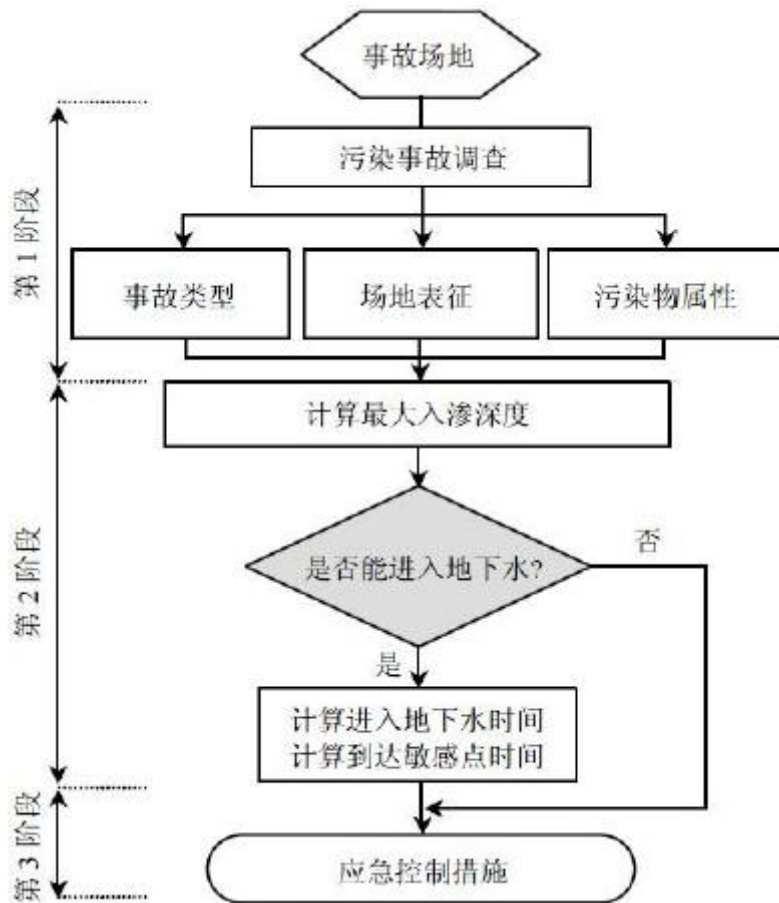 事故场地
第1阶段
污染事故调查
事故类型
场地表征
污染物属性
第2阶段
计算最大入渗深度
是否能进入地下水?
否
是
计算进入地下水时间
计算到达敏感点时间
第3阶段
应急控制措施